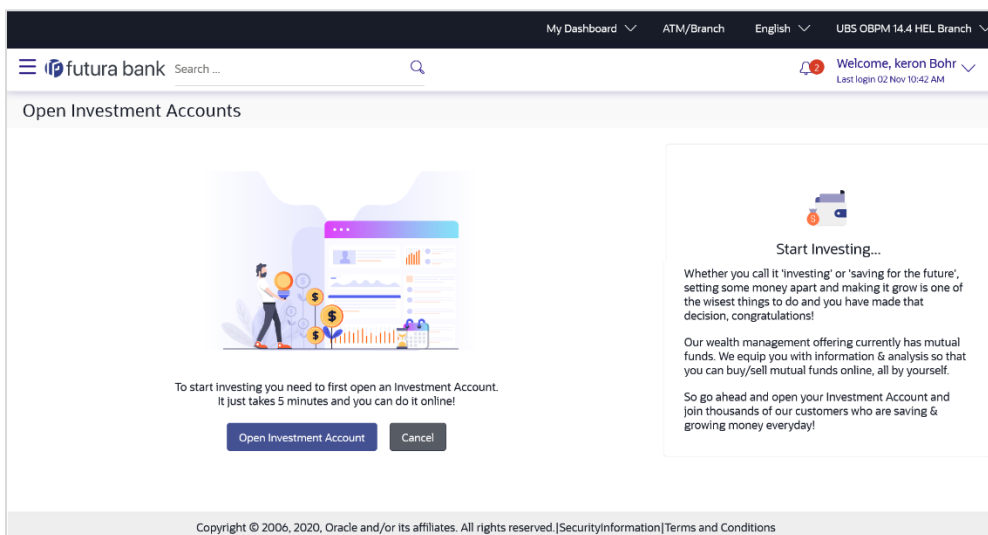 My Dashboard ATM/Branch English UBS OBPM 14.4 HEL Branch
futura bank Search ... 2 Welcome, keron Bohr
Last login 02 Nov 10:42 AM
Open Investment Accounts
To start investing you need to first open an Investment Account.
It just takes 5 minutes and you can do it online!
Open Investment Account Cancel
Start Investing...
Whether you call it 'investing' or 'saving for the future',
setting some money apart and making it grow is one of
the wisest things to do and you have made that
decision, congratulations!
Our wealth management offering currently has mutual
funds. We equip you with information & analysis so that
you can buy/sell mutual funds online, all by yourself.
So go ahead and open your Investment Account and
join thousands of our customers who are saving &
growing money everyday!
Copyright © 2006, 2020, Oracle and/or its affiliates. All rights reserved.|SecurityInformation|Terms and Conditions